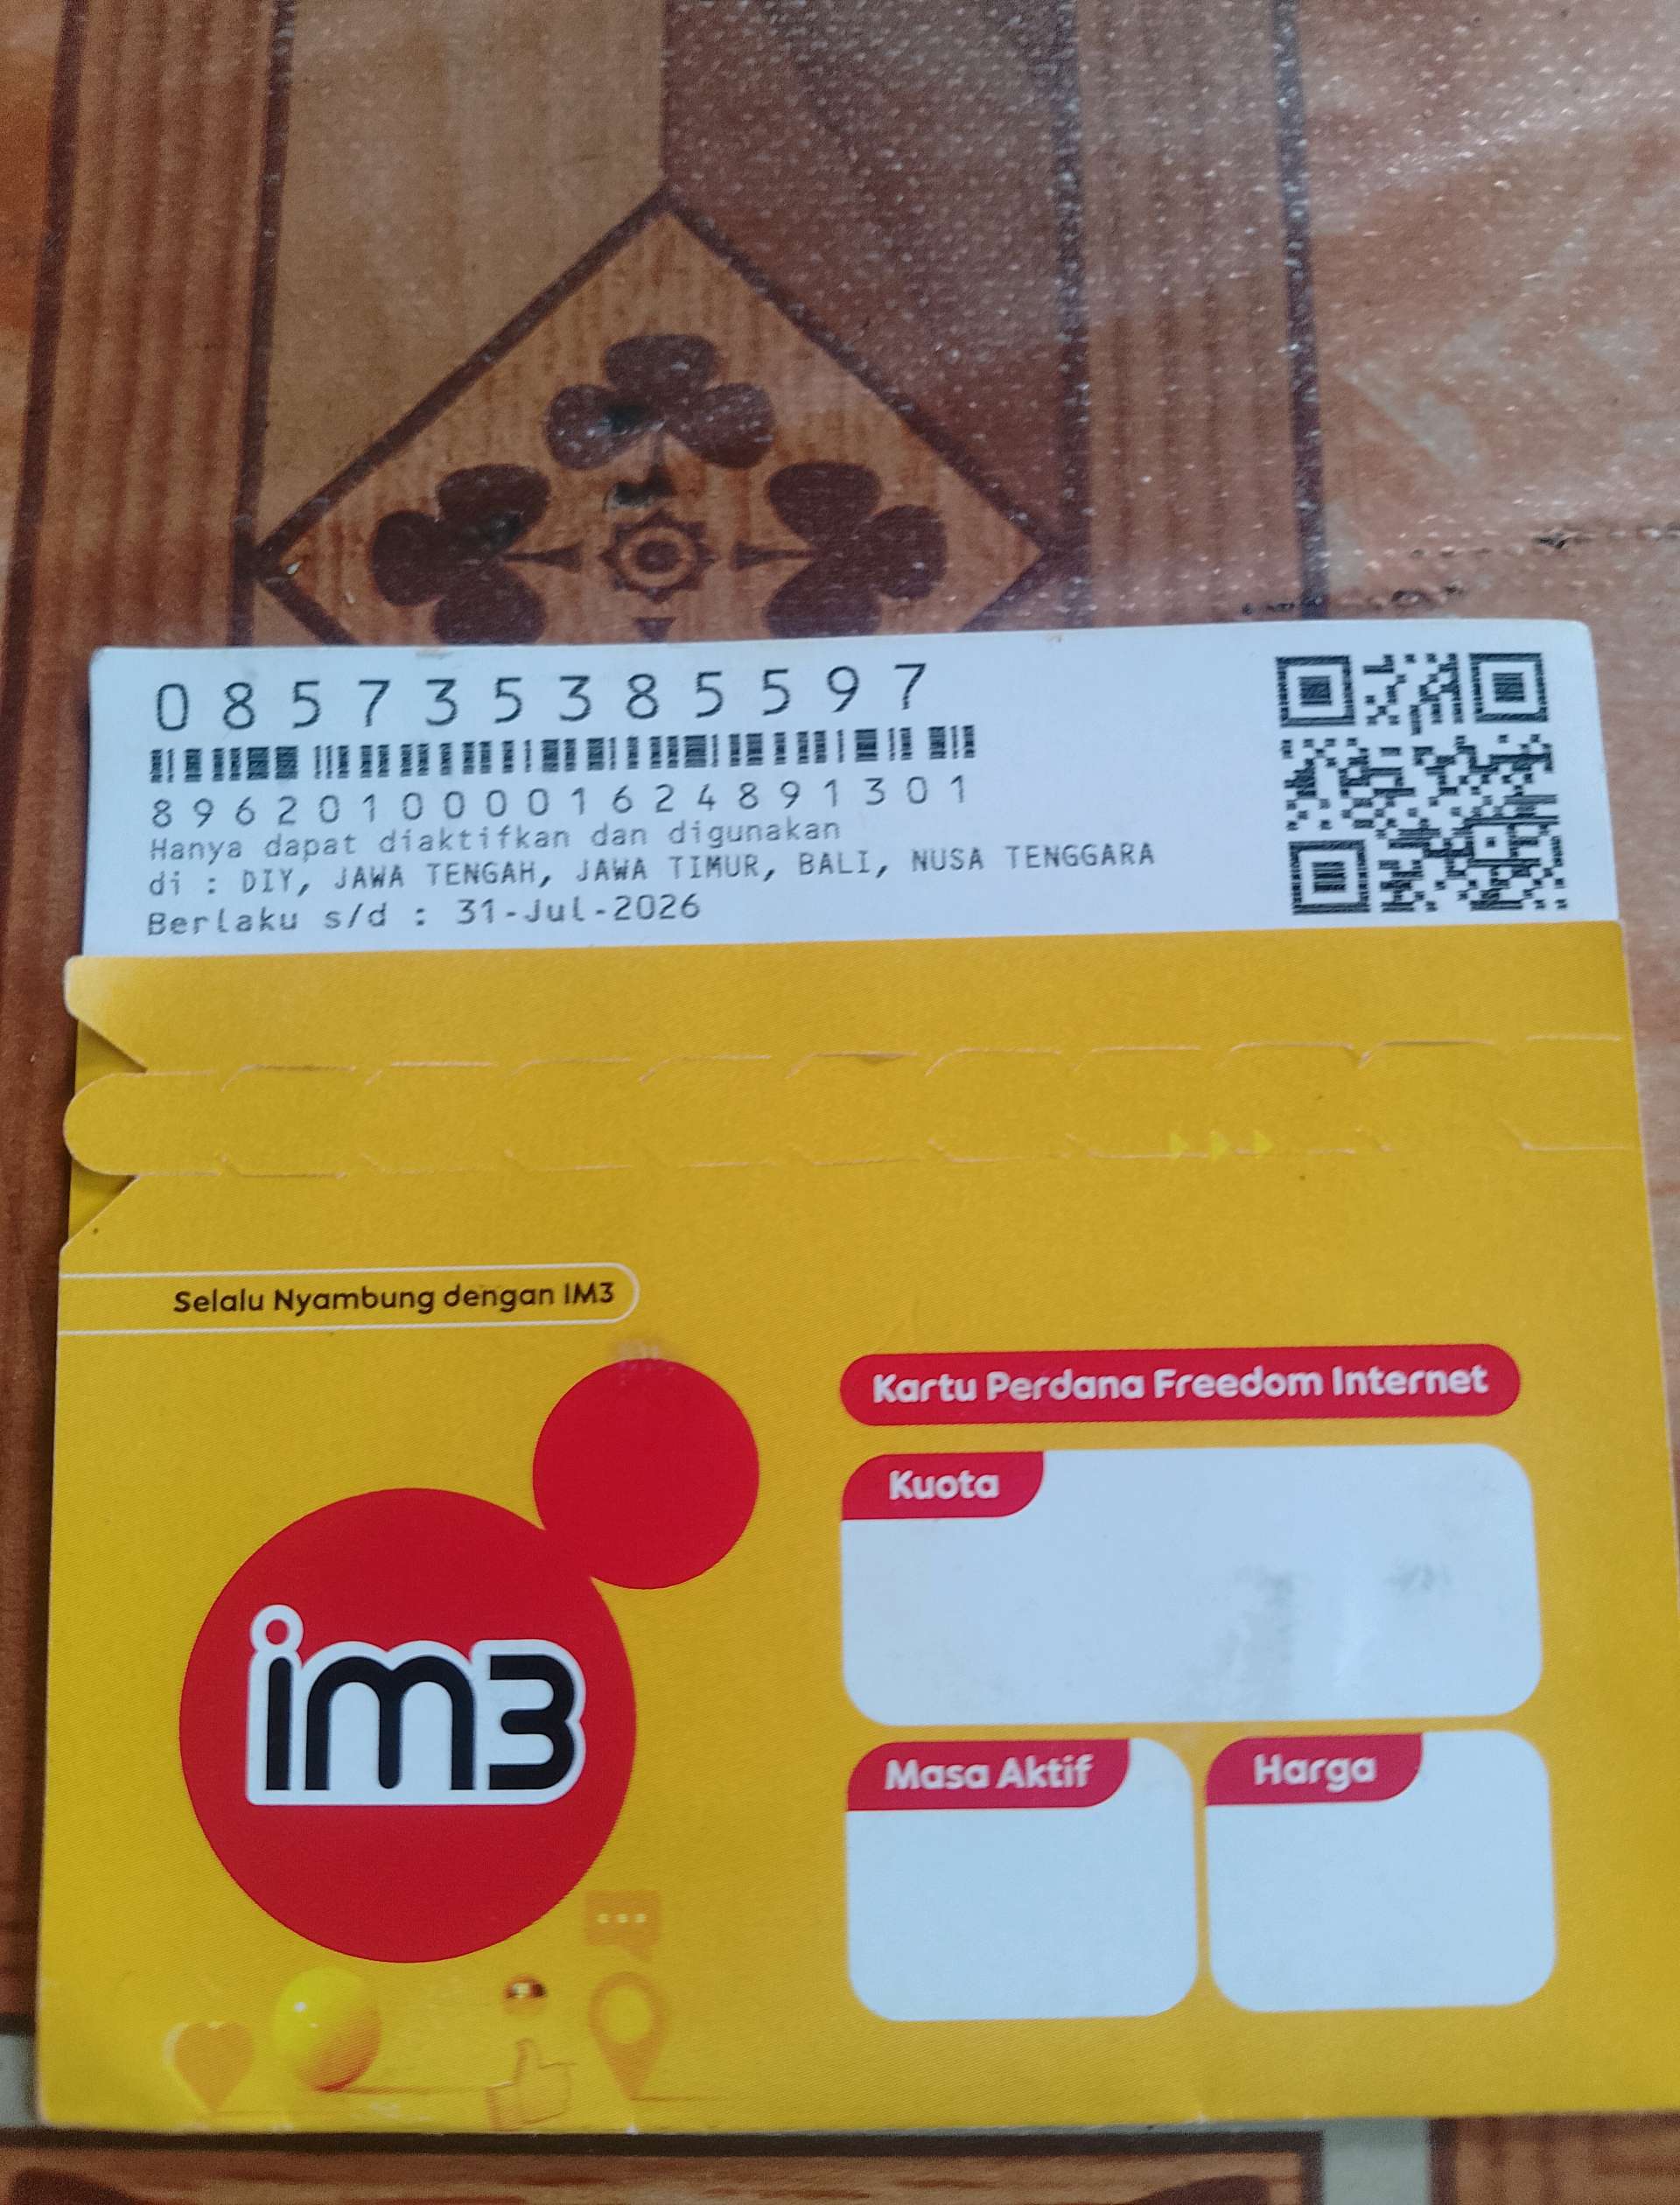 085735385597
89620100001624891301
Hanya dapat diaktifkan dan digunakan
di : DIY, JAWA TENGAH, JAWA TIMUR, BALI, NUSA TENGGARA
Berlaku s/d : 31-Jul-2026
Selalu Nyambung dengan IM3
im3
Kartu Perdana Freedom Internet
Kuota
Masa Aktif
Harga